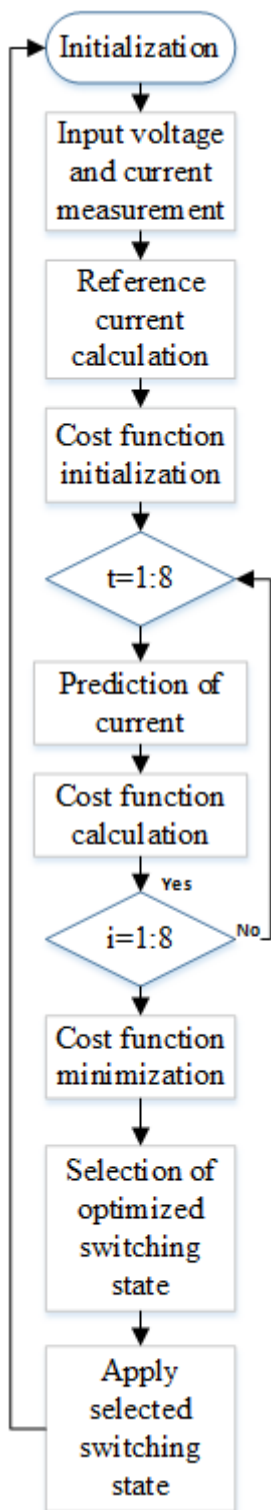 Initialization
Input voltage
and current
measurement
Reference
current
calculation
Cost function
initialization
t=1:8
Prediction of
current
Cost function
calculation
Yes
i=1:8
No
Cost function
minimization
Selection of
optimized
switching
state
Apply
selected
switching
state